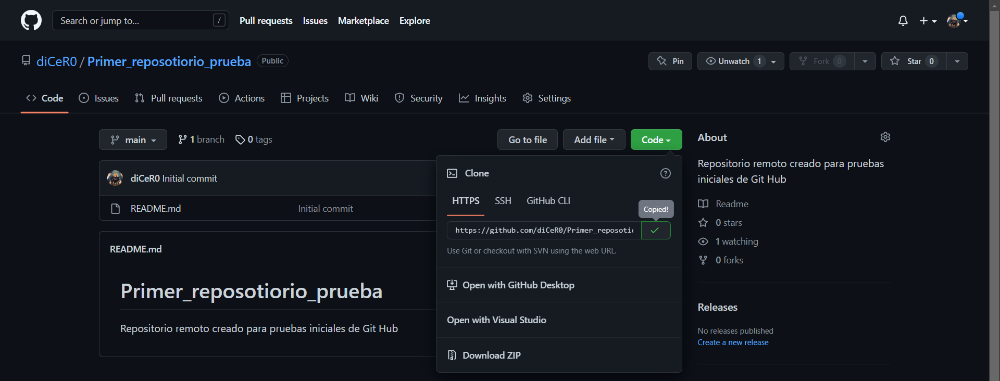 Search or jump to... /
Pull requests Issues Marketplace Explore
diCeR0 / Primer_reposotiorio_prueba Public
Pin Unwatch 1 Fork 0 Star 0
Code Issues Pull requests Actions Projects Wiki Security Insights Settings
main 1 branch 0 tags
Go to file Add file Code
diCeR0 Initial commit
README.md Initial commit
README.md
Primer_reposotiorio_prueba
Repositorio remoto creado para pruebas iniciales de Git Hub
Clone
HTTPS SSH GitHub CLI
Copied!
https://github.com/diCeR0/Primer_reposotio
Use Git or checkout with SVN using the web URL.
Open with GitHub Desktop
Open with Visual Studio
Download ZIP
About
Repositorio remoto creado para pruebas
iniciales de Git Hub
Readme
0 stars
1 watching
0 forks
Releases
No releases published
Create a new release